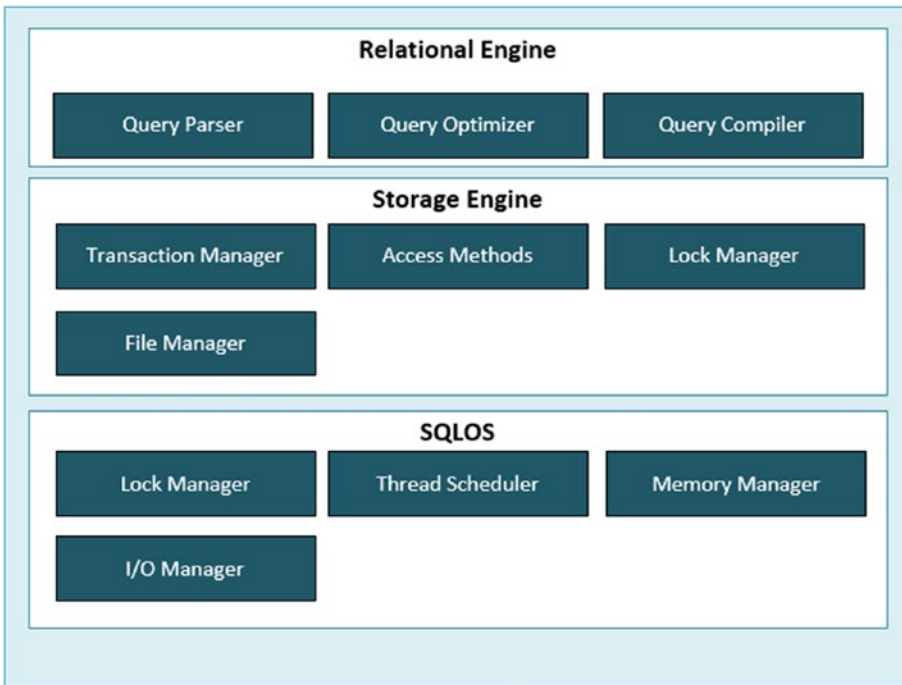 Relational Engine
Query Parser Query Optimizer Query Compiler
Storage Engine
Transaction Manager Access Methods Lock Manager
File Manager
SQLOS
Lock Manager Thread Scheduler Memory Manager
I/O Manager